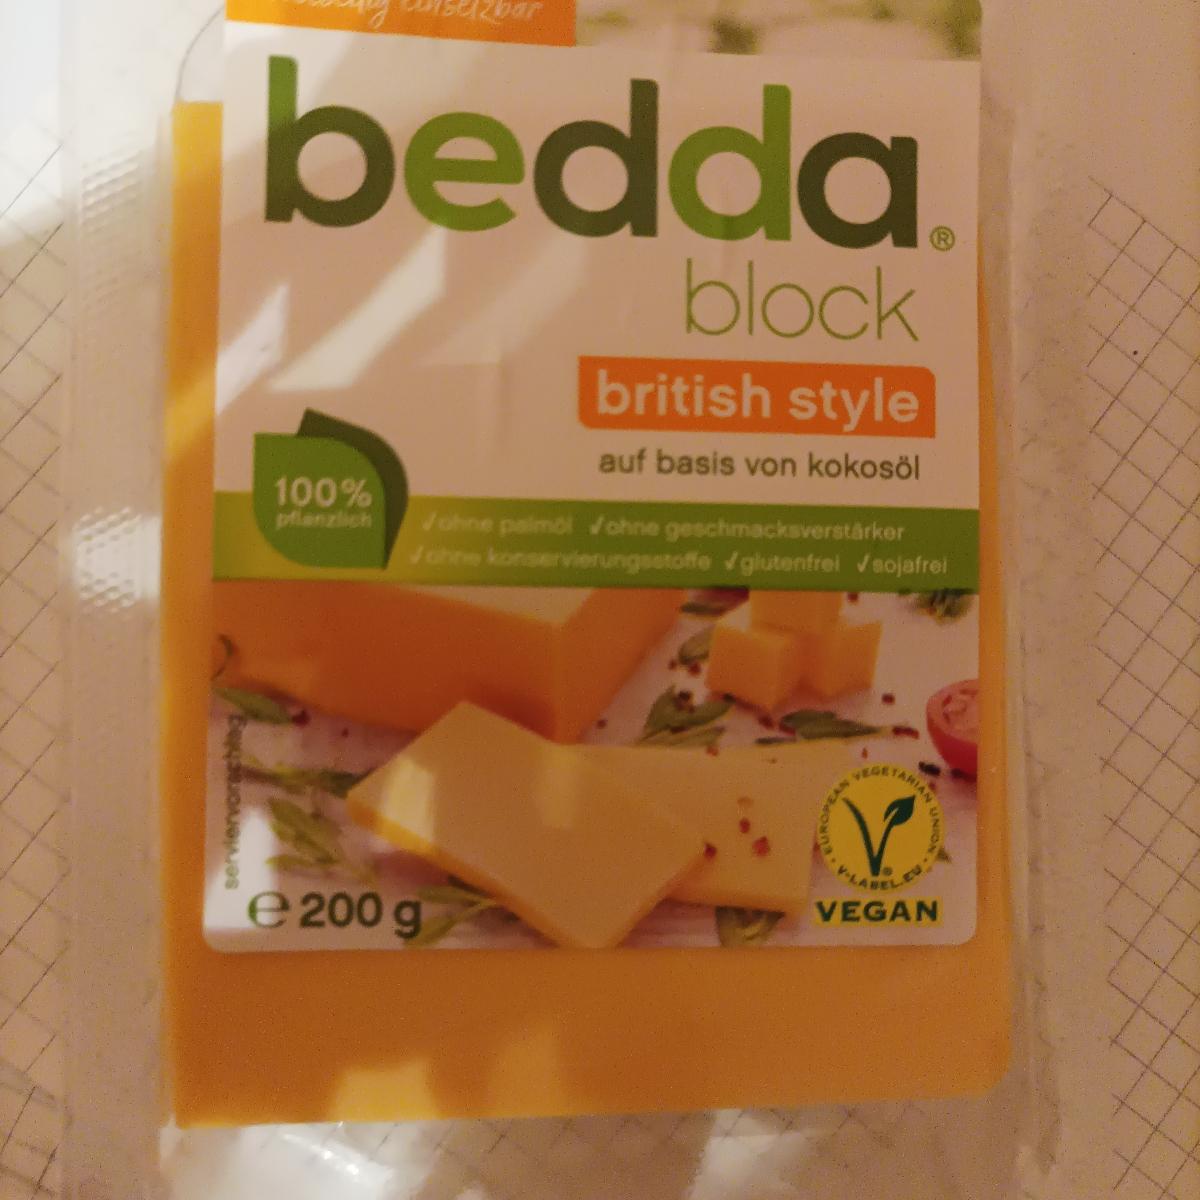 einsetzbar
bedda®
block
british style
auf basis von kokosöl
100%
pflanzlich
✓ohne palmöl ✓ohne geschmacksverstärker
✓ohne konservierungsstoffe ✓glutenfrei ✓sojafrei
serviervorschlag
e 200 g
EUROPEAN VEGETARIAN UNION
V-LABEL.EU
VEGAN